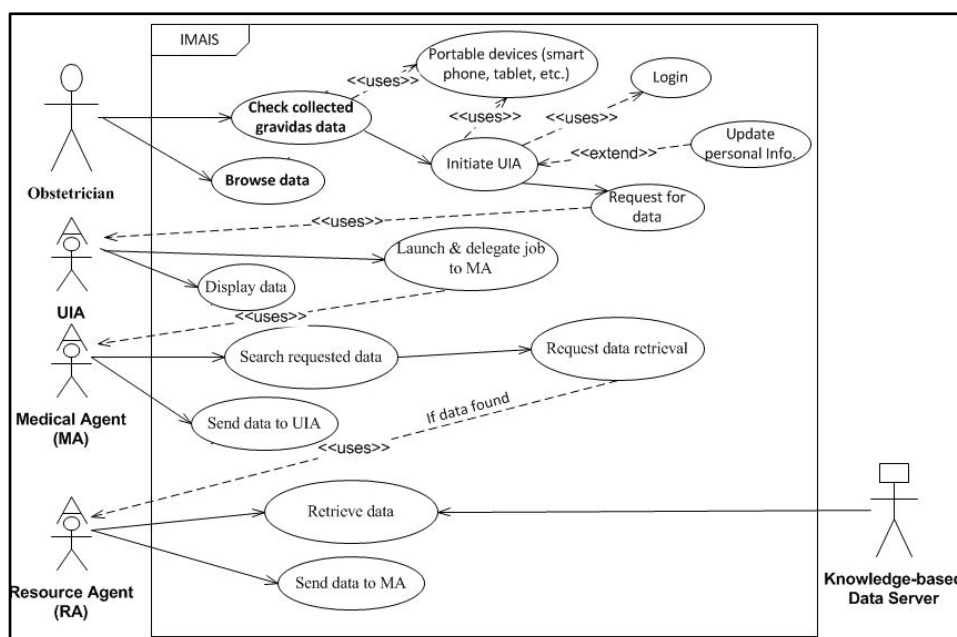 IMAIS
Portable devices (smart
phone, tablet, etc.)
Login
<<uses>>
Check collected
gravidas data
<<uses>>
<<uses>>
Update
personal Info.
Initiate UIA
<<extend>>
Browse data
Obstetrician
Request for
data
<<uses>>
Launch & delegate job
to MA
Display data
UIA
<<uses>>
Search requested data
Request data retrieval
Medical Agent
(MA)
Send data to UIA
If data found
<<uses>>
Retrieve data
Send data to MA
Resource Agent
(RA)
Knowledge-based
Data Server